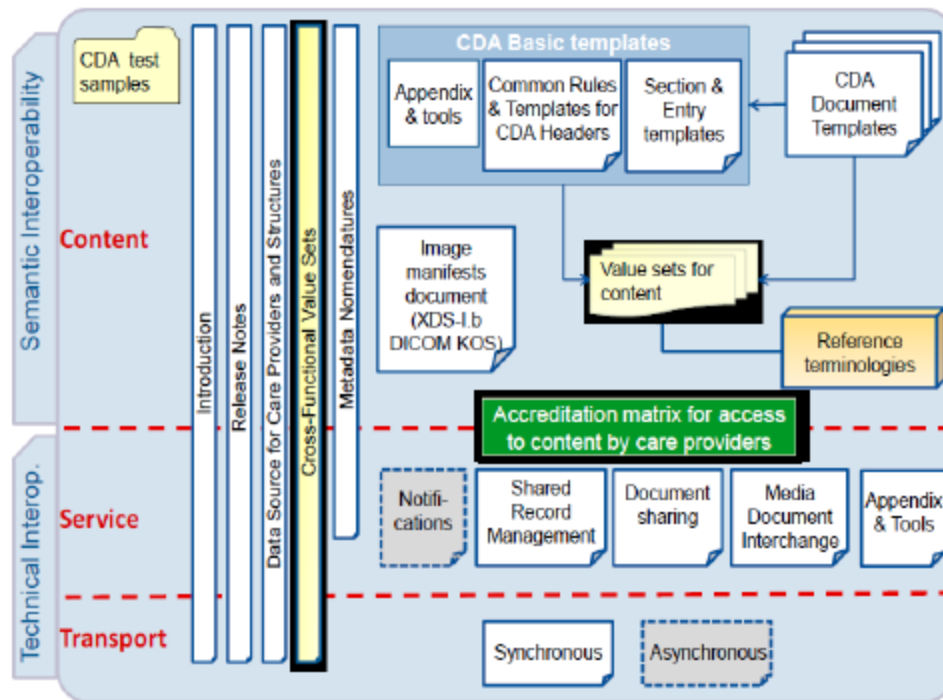 Semantic Interoperability
Technical Interop.
Content
Service
Transport
CDA test
samples
Introduction
Release Notes
Data Source for Care Providers and Structures
Cross-Functional Value Sets
Metadata Nomendatures
CDA Basic templates
Appendix
& tools
Common Rules
& Templates for
CDA Headers
Section &
Entry
templates
CDA
Document
Templates
Image
manifests
document
(XDS-I.b
DICOM KOS)
Value sets for
content
Reference
terminologies
Accreditation matrix for access
to content by care providers
Notifi-
cations
Shared
Record
Management
Document
sharing
Media
Document
Interchange
Appendix
& Tools
Synchronous
Asynchronous